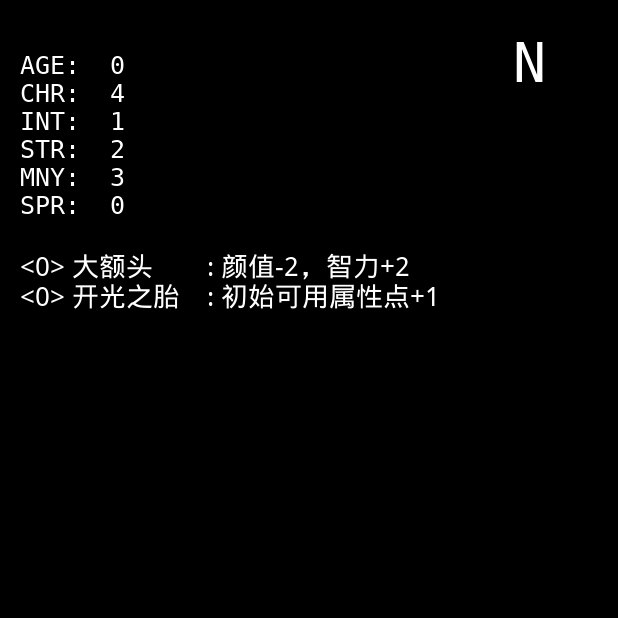 N
AGE: 0
CHR: 4
INT: 1
STR: 2
MNY: 3
SPR: 0
<0> 大额头 : 颜值-2，智力+2
<0> 开光之胎 : 初始可用属性点+1